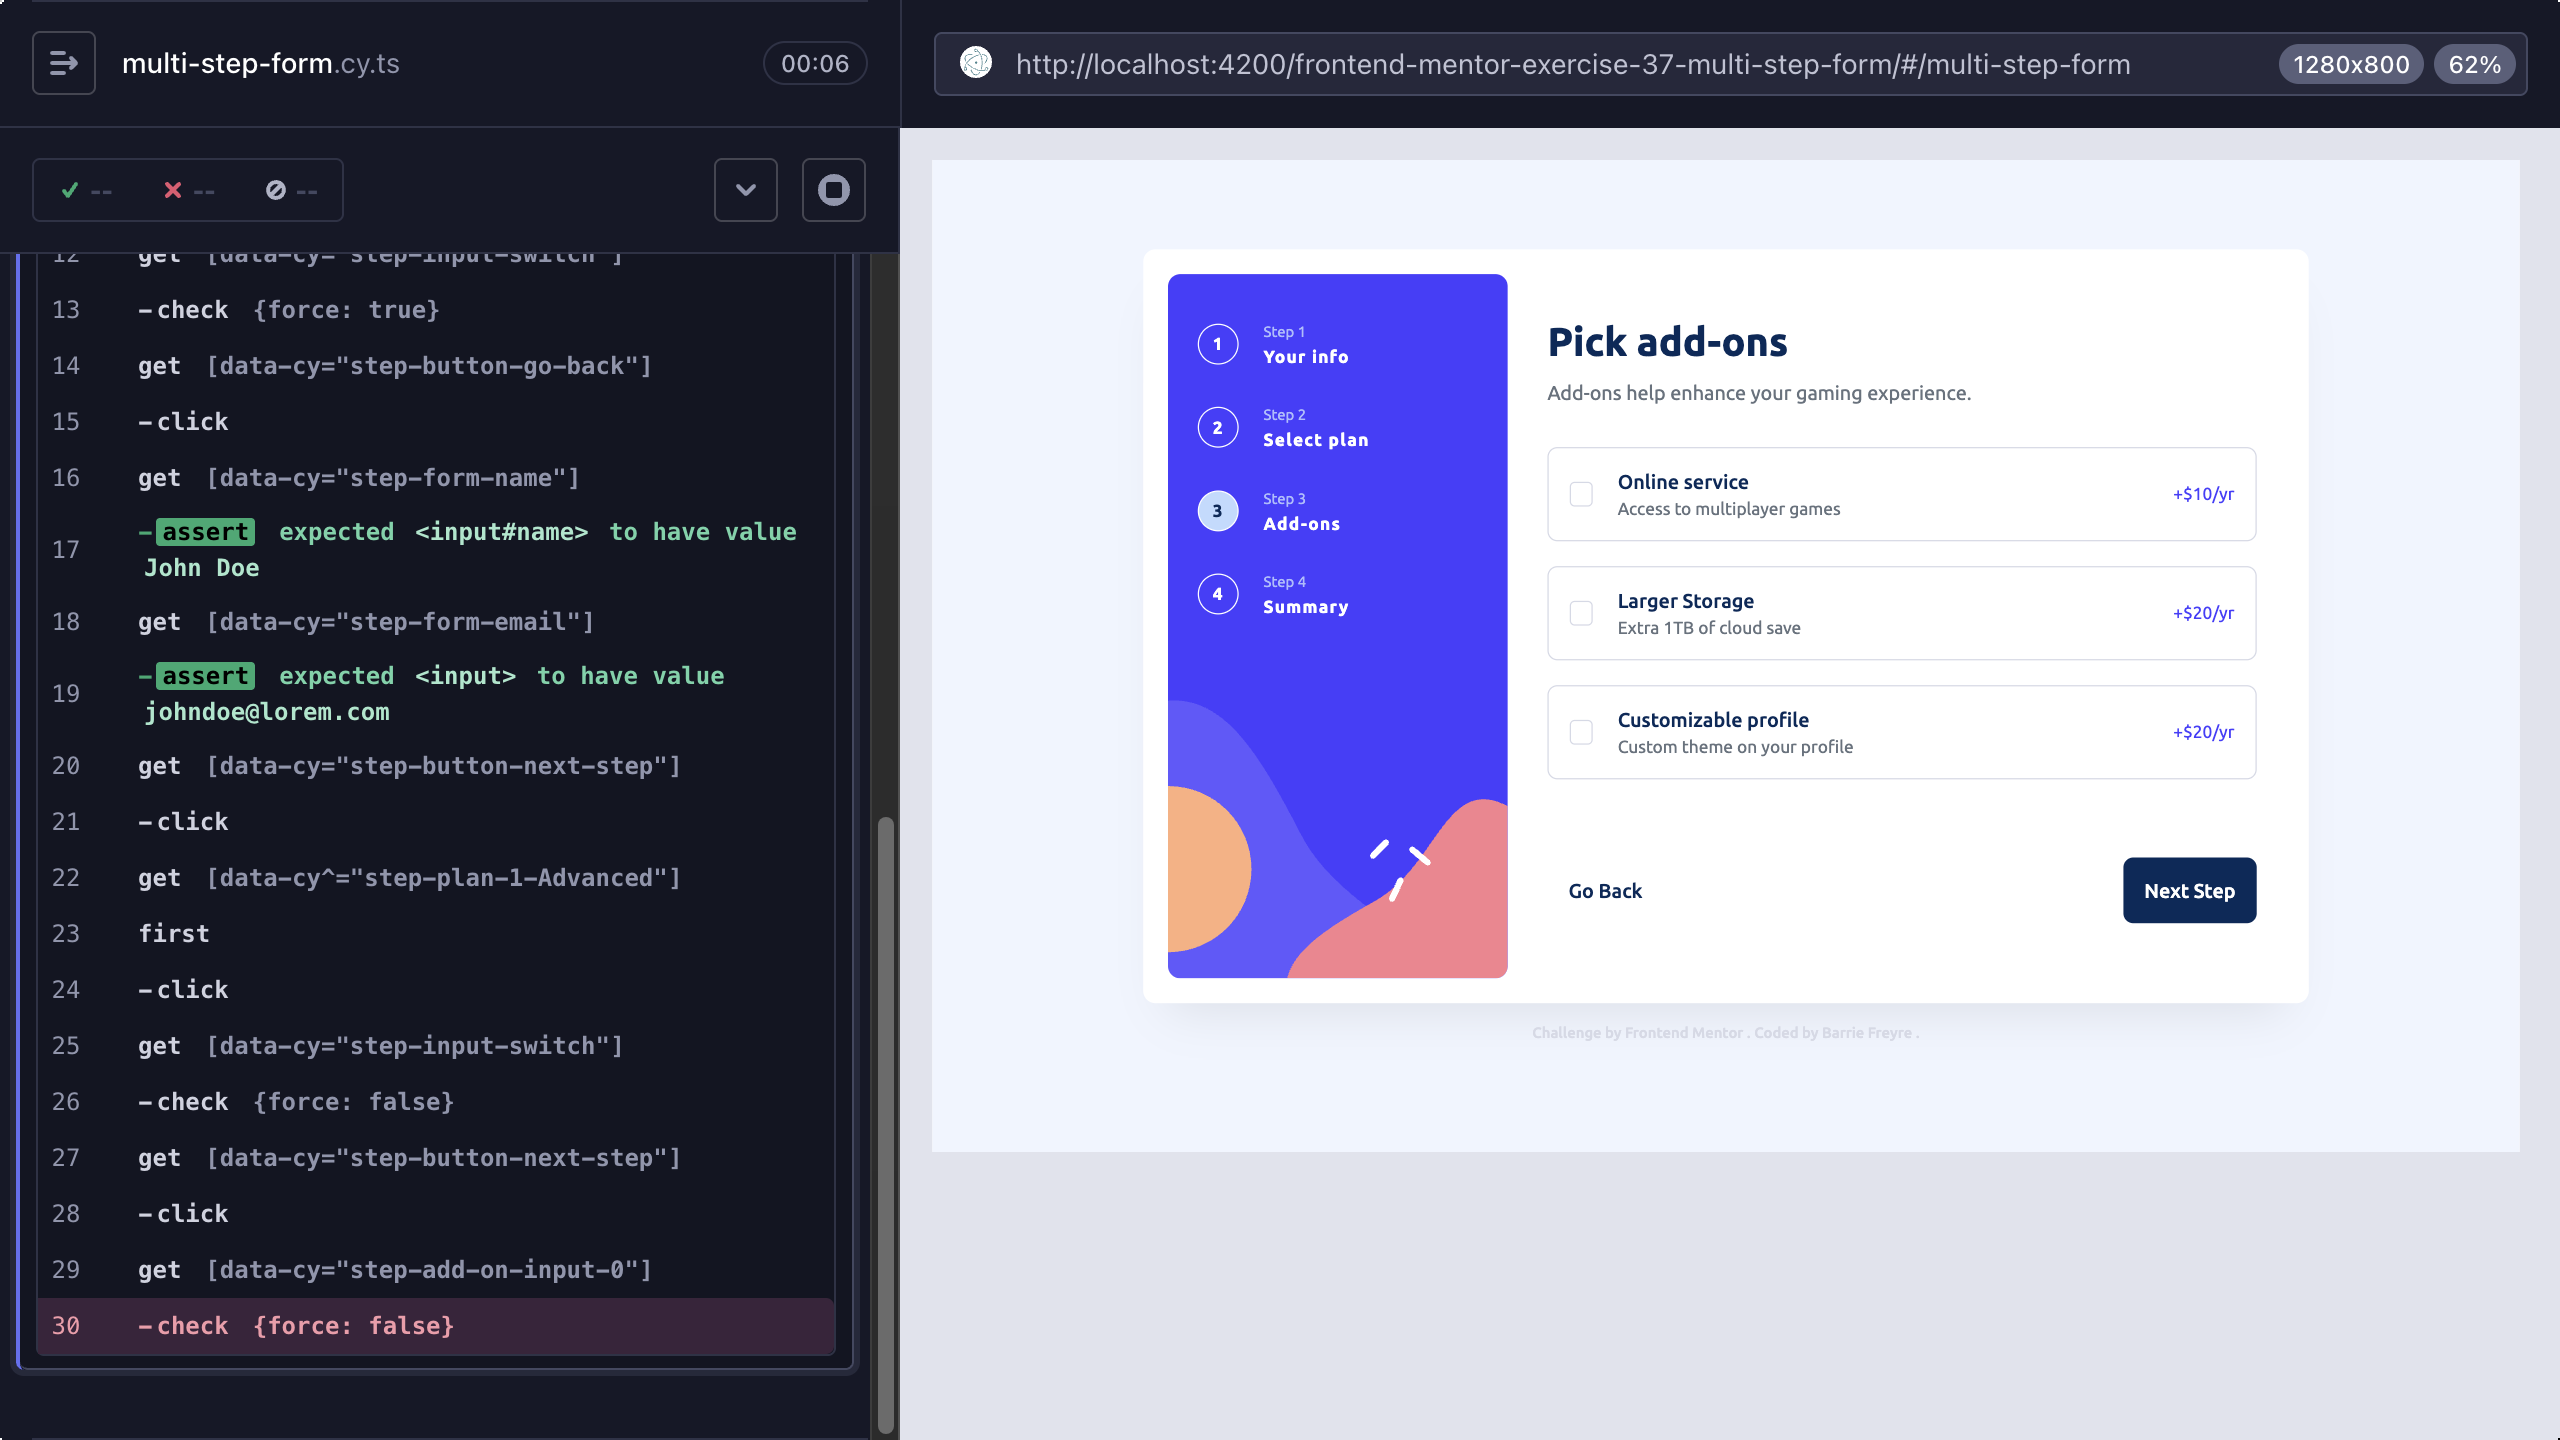 multi-step-form.cy.ts
00:06
http://localhost:4200/frontend-mentor-exercise-37-multi-step-form/#/multi-step-form
1280x800
62%
--
--
--
12 get [data-cy="step-input-switch"]
13 -check {force: true}
14 get [data-cy="step-button-go-back"]
15 -click
16 get [data-cy="step-form-name"]
17 -assert expected <input#name> to have value
John Doe
18 get [data-cy="step-form-email"]
19 -assert expected <input> to have value
johndoe@lorem.com
20 get [data-cy="step-button-next-step"]
21 -click
22 get [data-cy^="step-plan-1-Advanced"]
23 first
24 -click
25 get [data-cy="step-input-switch"]
26 -check {force: false}
27 get [data-cy="step-button-next-step"]
28 -click
29 get [data-cy="step-add-on-input-0"]
30 -check {force: false}
1
Step 1
Your info
2
Step 2
Select plan
3
Step 3
Add-ons
4
Step 4
Summary
Pick add-ons
Add-ons help enhance your gaming experience.
Online service
Access to multiplayer games
+$10/yr
Larger Storage
Extra 1TB of cloud save
+$20/yr
Customizable profile
Custom theme on your profile
+$20/yr
Go Back
Next Step
Challenge by Frontend Mentor . Coded by Barrie Freyre .